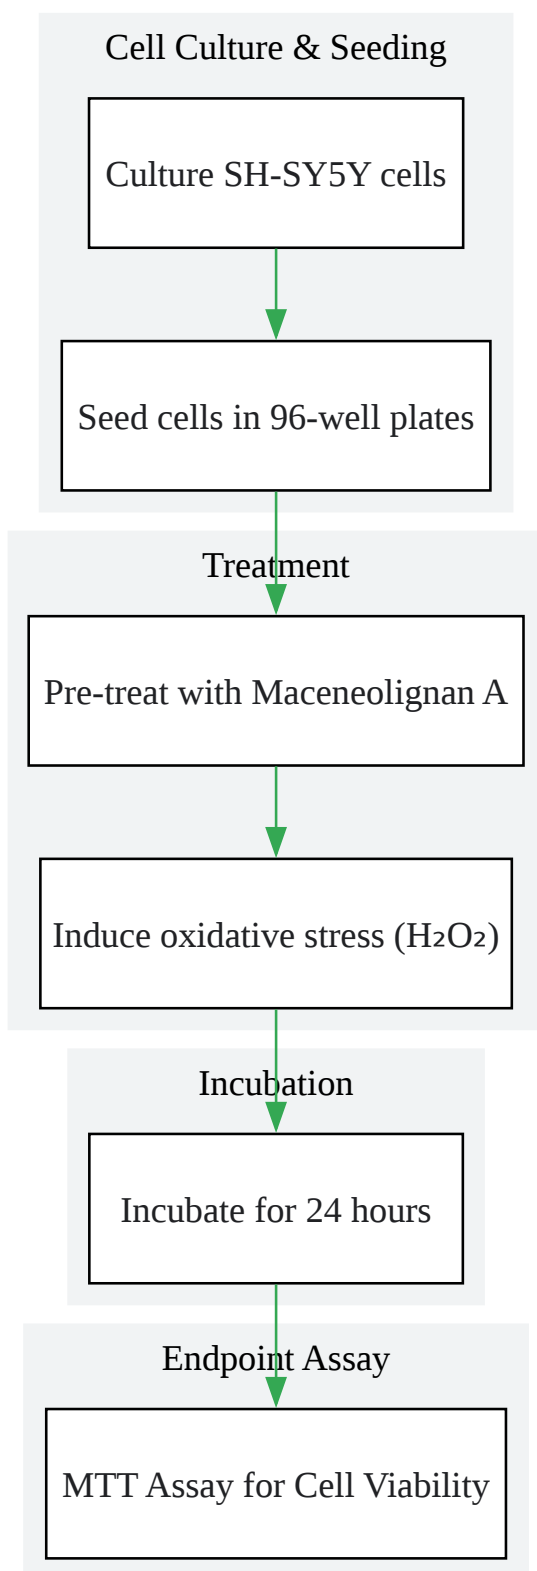 Cell Culture & Seeding
Culture SH-SY5Y cells
Seed cells in 96-well plates
Treatment
Pre-treat with Maceneolignan A
Induce oxidative stress (H₂O₂)
Incubation
Incubate for 24 hours
Endpoint Assay
MTT Assay for Cell Viability